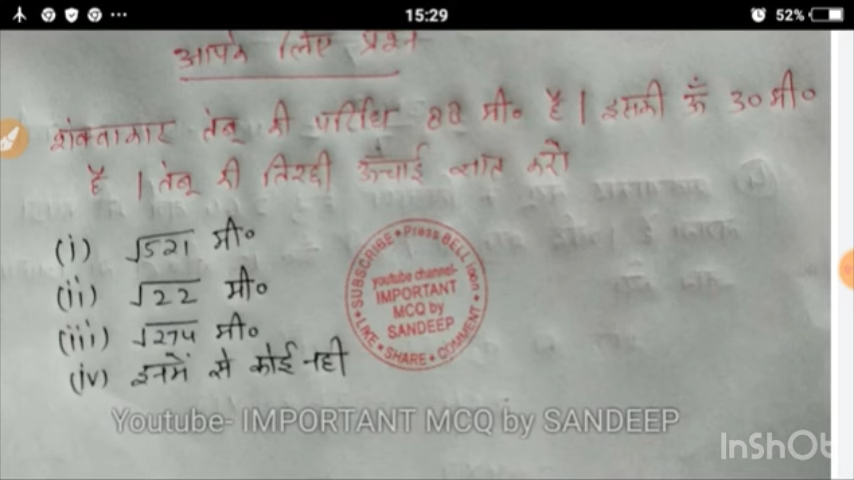 15:29
52%
आपके लिए प्रश्न
शंक्वाकार तंबू की परिधि 88 मी० है। इसकी ऊँ 30 मी०
है। तंबू की तिरछी ऊँचाई ज्ञात करो
(i) √521 मी०
(ii) √22 मी०
(iii) √274 मी०
(iv) इनमें से कोई नही
SUBSCRIBE • Press BELL icon • COMMENT • SHARE • LIKE •
youtube channel-
IMPORTANT
MCQ by
SANDEEP
Youtube- IMPORTANT MCQ by SANDEEP
InShOt